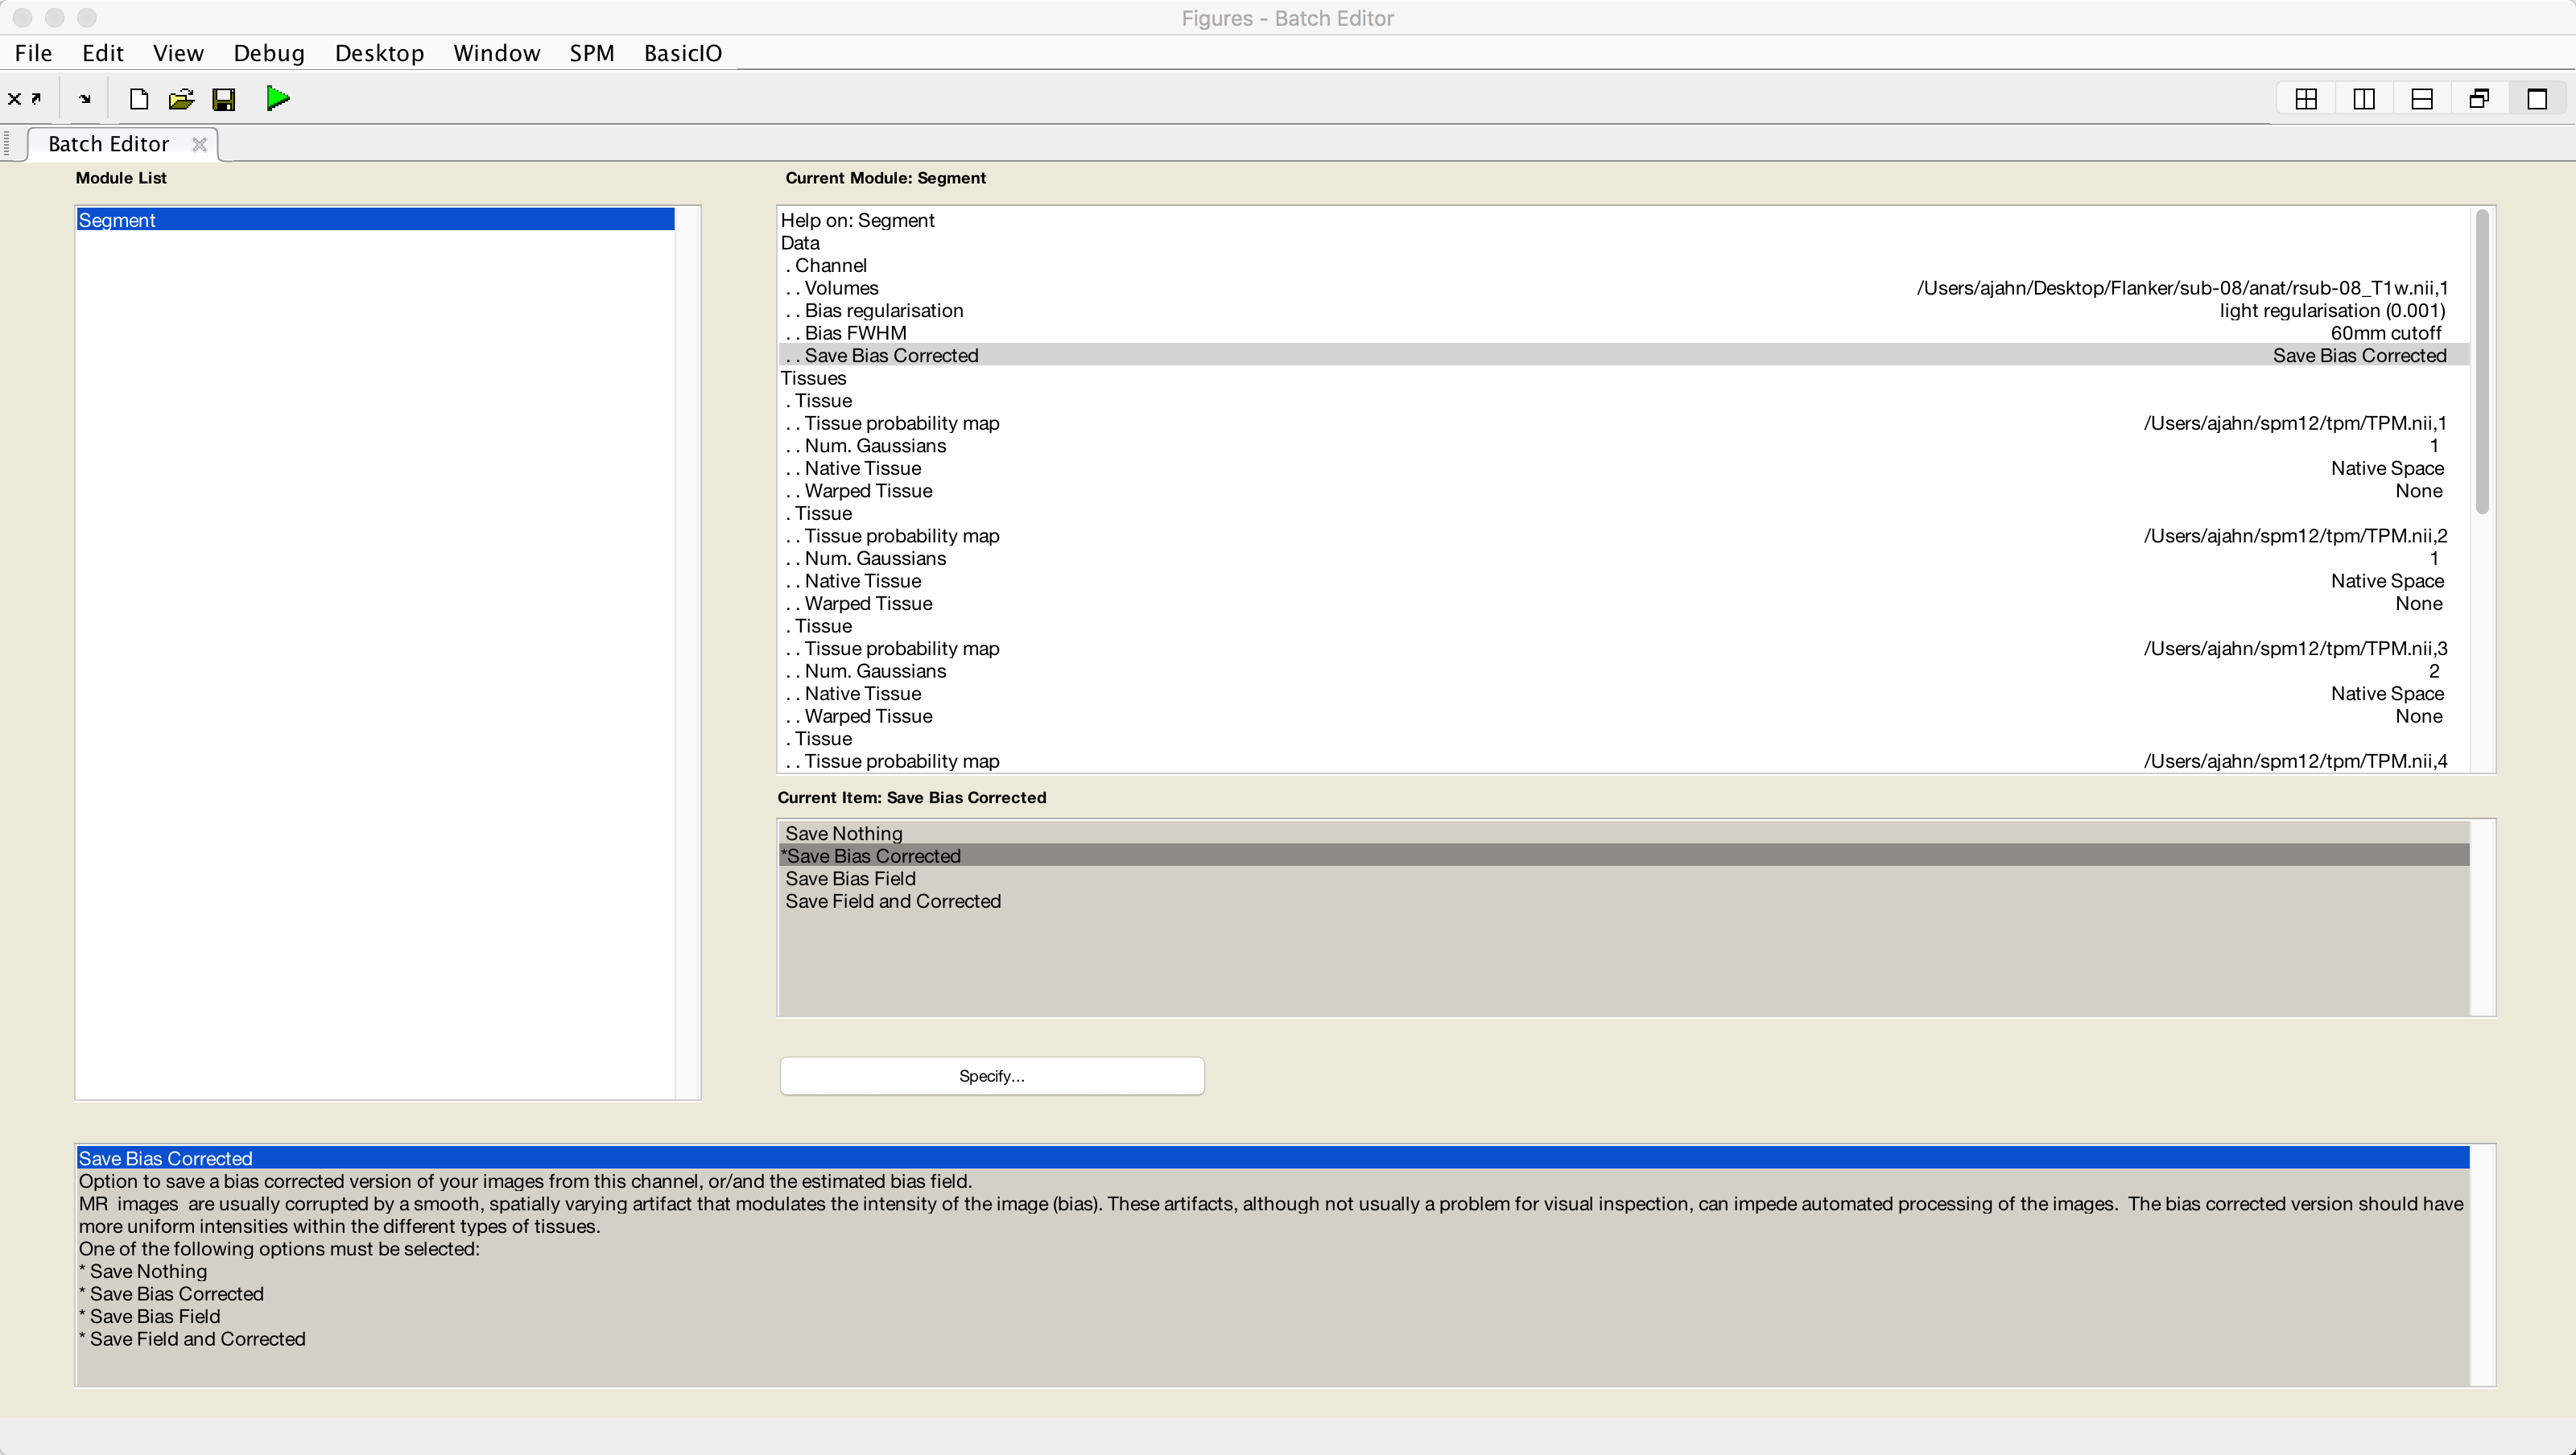 Figures - Batch Editor
File Edit View Debug Desktop Window SPM BasicIO
Batch Editor
Module List
Segment
Current Module: Segment
Help on: Segment
Data
. Channel
. . Volumes /Users/ajahn/Desktop/Flanker/sub-08/anat/rsub-08_T1w.nii,1
. . Bias regularisation light regularisation (0.001)
. . Bias FWHM 60mm cutoff
. . Save Bias Corrected Save Bias Corrected
Tissues
. Tissue
. . Tissue probability map /Users/ajahn/spm12/tpm/TPM.nii,1
. . Num. Gaussians 1
. . Native Tissue Native Space
. . Warped Tissue None
. Tissue
. . Tissue probability map /Users/ajahn/spm12/tpm/TPM.nii,2
. . Num. Gaussians 1
. . Native Tissue Native Space
. . Warped Tissue None
. Tissue
. . Tissue probability map /Users/ajahn/spm12/tpm/TPM.nii,3
. . Num. Gaussians 2
. . Native Tissue Native Space
. . Warped Tissue None
. Tissue
. . Tissue probability map /Users/ajahn/spm12/tpm/TPM.nii,4
Current Item: Save Bias Corrected
Save Nothing
*Save Bias Corrected
Save Bias Field
Save Field and Corrected
Specify...
Save Bias Corrected
Option to save a bias corrected version of your images from this channel, or/and the estimated bias field.
MR images are usually corrupted by a smooth, spatially varying artifact that modulates the intensity of the image (bias). These artifacts, although not usually a problem for visual inspection, can impede automated processing of the images. The bias corrected version should have
more uniform intensities within the different types of tissues.
One of the following options must be selected:
* Save Nothing
* Save Bias Corrected
* Save Bias Field
* Save Field and Corrected